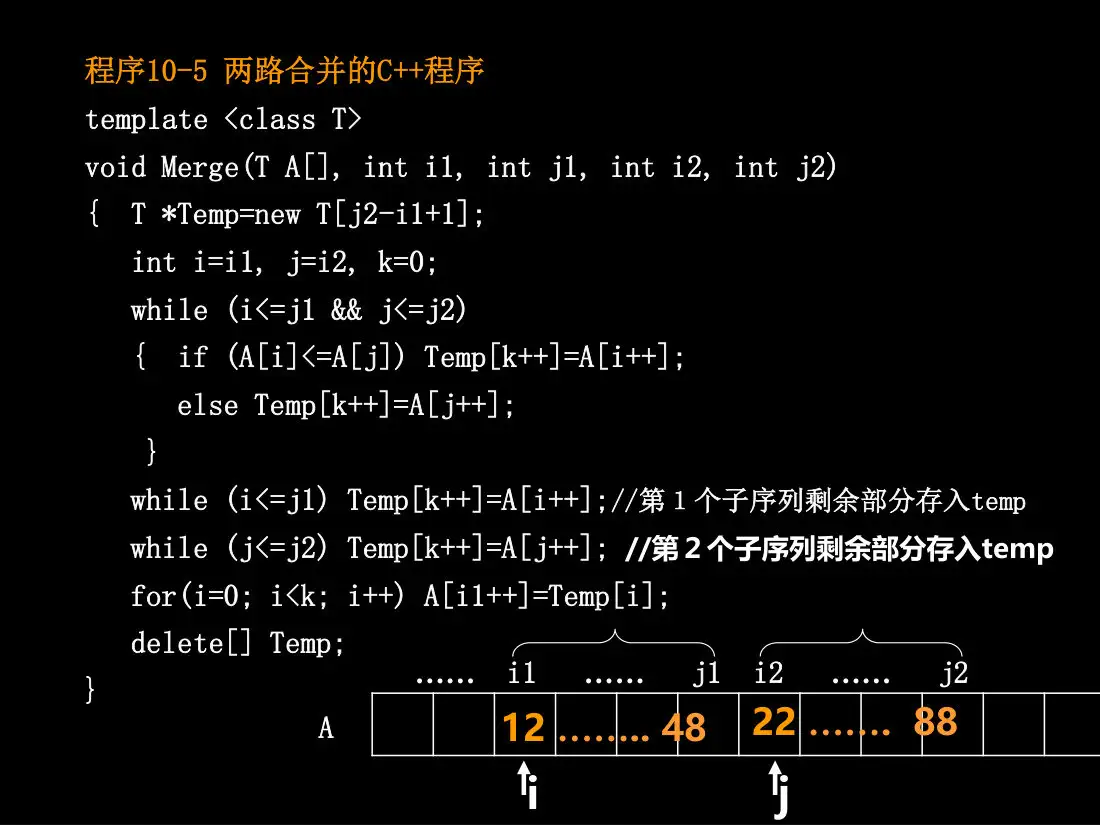 程序10-5 两路合并的C++程序
template <class T>
void Merge(T A[], int i1, int j1, int i2, int j2)
{ T *Temp=new T[j2-i1+1];
int i=i1, j=i2, k=0;
while (i<=j1 && j<=j2)
{ if (A[i]<=A[j]) Temp[k++]=A[i++];
else Temp[k++]=A[j++];
}
while (i<=j1) Temp[k++]=A[i++];//第１个子序列剩余部分存入temp
while (j<=j2) Temp[k++]=A[j++]; //第２个子序列剩余部分存入temp
for(i=0; i<k; i++) A[i1++]=Temp[i];
delete[] Temp;
}
…… i1 …… j1 i2 …… j2
A 12 …….. 48 22 ……. 88
i j